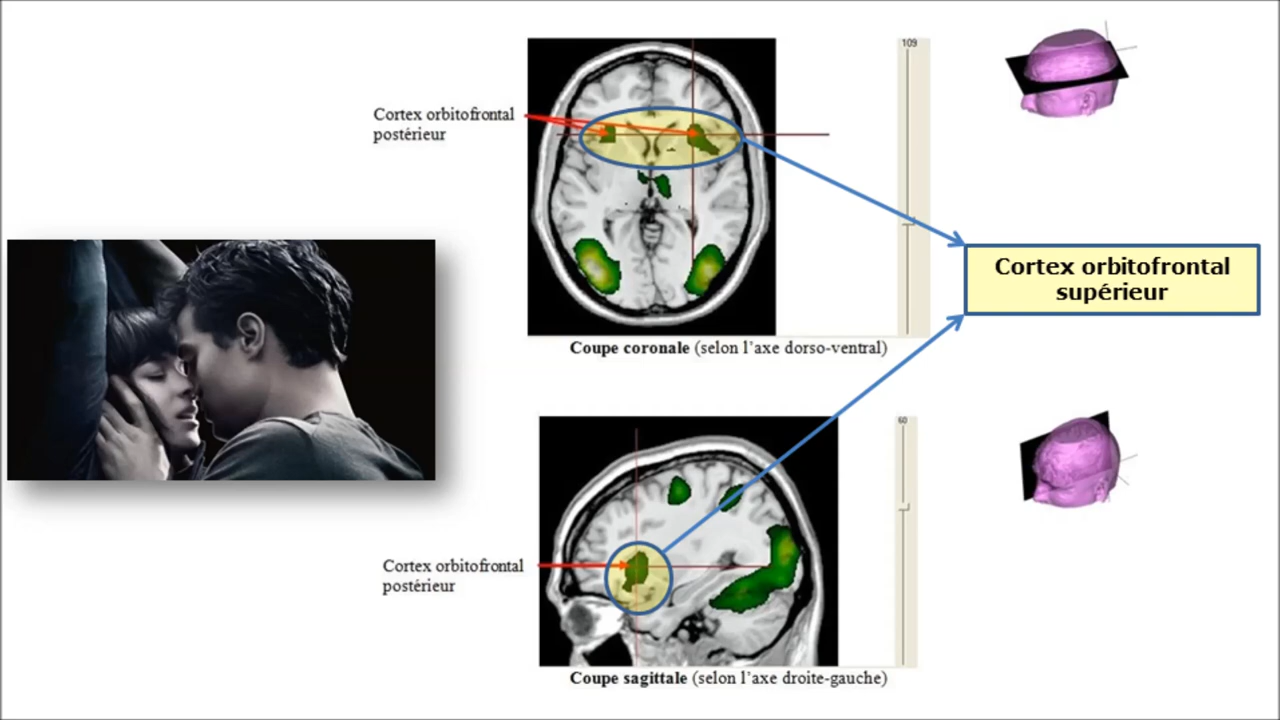 109
Cortex orbitofrontal
postérieur
Cortex orbitofrontal
supérieur
Coupe coronale (selon l'axe dorso-ventral)
60
Cortex orbitofrontal
postérieur
Coupe sagittale (selon l'axe droite-gauche)